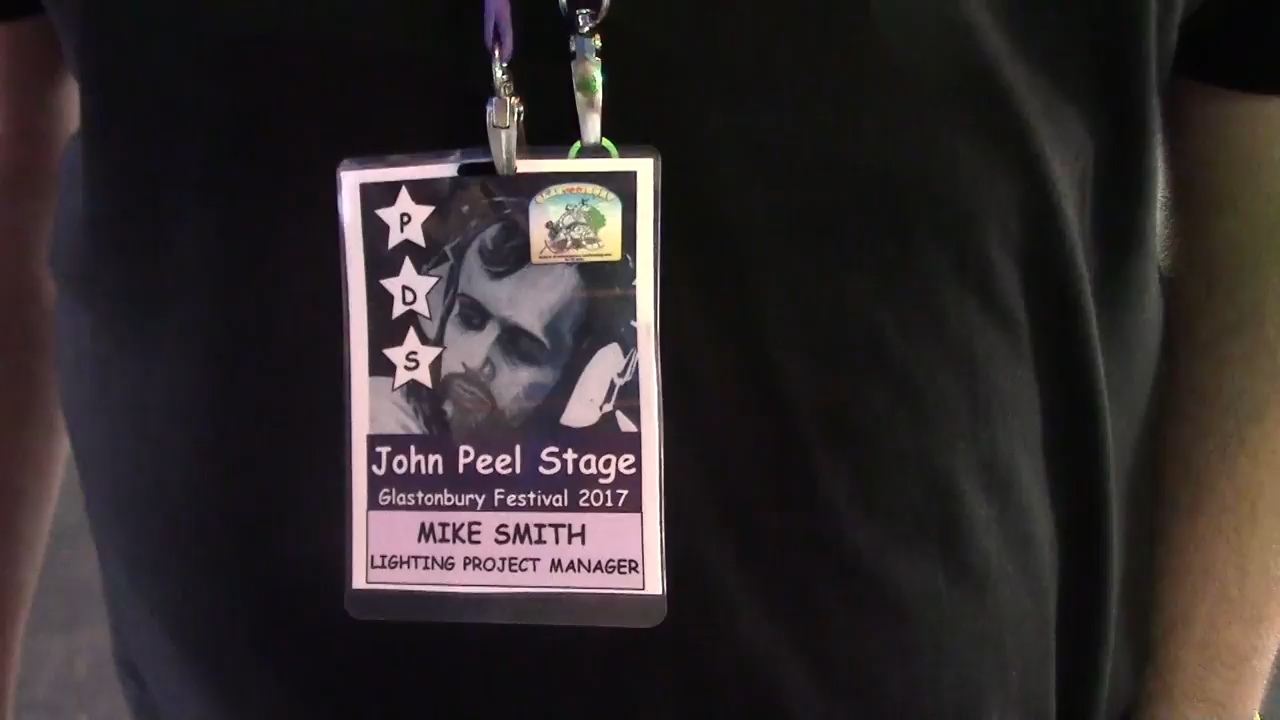 P
D
S
John Peel Stage
Glastonbury Festival 2017
MIKE SMITH
LIGHTING PROJECT MANAGER